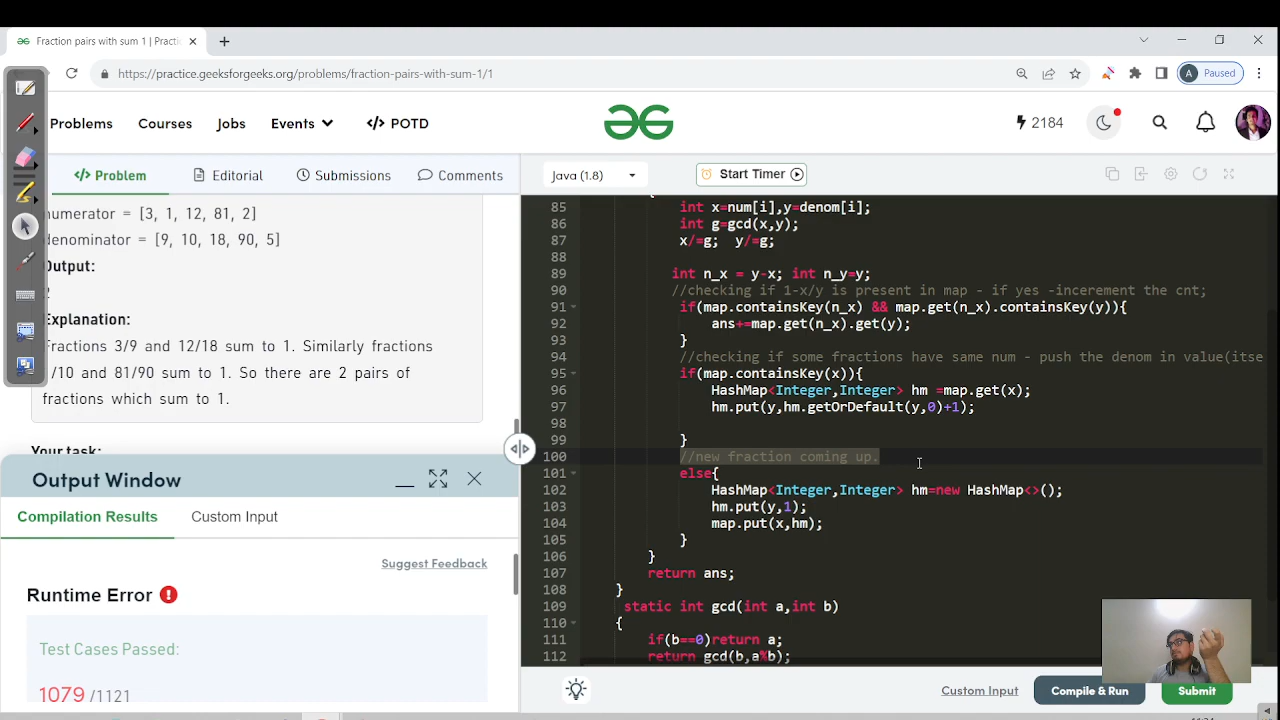 Fraction pairs with sum 1 | Practi
https://practice.geeksforgeeks.org/problems/fraction-pairs-with-sum-1/1
A Paused
Problems Courses Jobs Events </> POTD
2184
</> Problem Editorial Submissions Comments
Java (1.8)
Start Timer
numerator = [3, 1, 12, 81, 2]
denominator = [9, 10, 18, 90, 5]
Output:
2
Explanation:
Fractions 3/9 and 12/18 sum to 1. Similarly fractions
/10 and 81/90 sum to 1. So there are 2 pairs of
fractions which sum to 1.
Your task:
Output Window
Compilation Results Custom Input
Suggest Feedback
Runtime Error
Test Cases Passed:
1079 /1121
85 int x=num[i],y=denom[i];
86 int g=gcd(x,y);
87 x/=g; y/=g;
88
89 int n_x = y-x; int n_y=y;
90 //checking if 1-x/y is present in map - if yes -incerement the cnt;
91 if(map.containsKey(n_x) && map.get(n_x).containsKey(y)){
92 ans+=map.get(n_x).get(y);
93 }
94 //checking if some fractions have same num - push the denom in value(itse
95 if(map.containsKey(x)){
96 HashMap<Integer,Integer> hm =map.get(x);
97 hm.put(y,hm.getOrDefault(y,0)+1);
98
99 }
100 //new fraction coming up.
101 else{
102 HashMap<Integer,Integer> hm=new HashMap<>();
103 hm.put(y,1);
104 map.put(x,hm);
105 }
106 }
107 return ans;
108 }
109 static int gcd(int a,int b)
110 {
111 if(b==0)return a;
112 return gcd(b,a%b);
Custom Input Compile & Run Submit